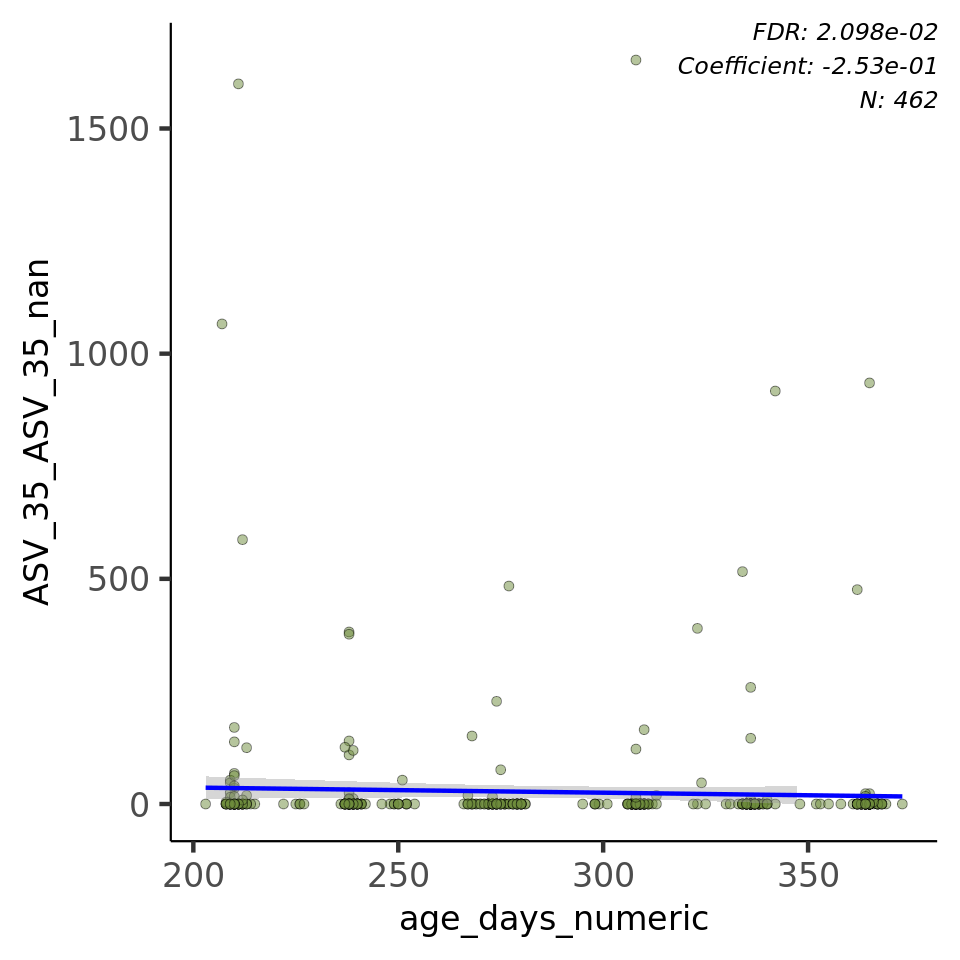 FDR: 2.098e-02
Coefficient: -2.53e-01
N: 462
1500
1000
500
0
ASV_35_ASV_35_nan
200 250 300 350
age_days_numeric